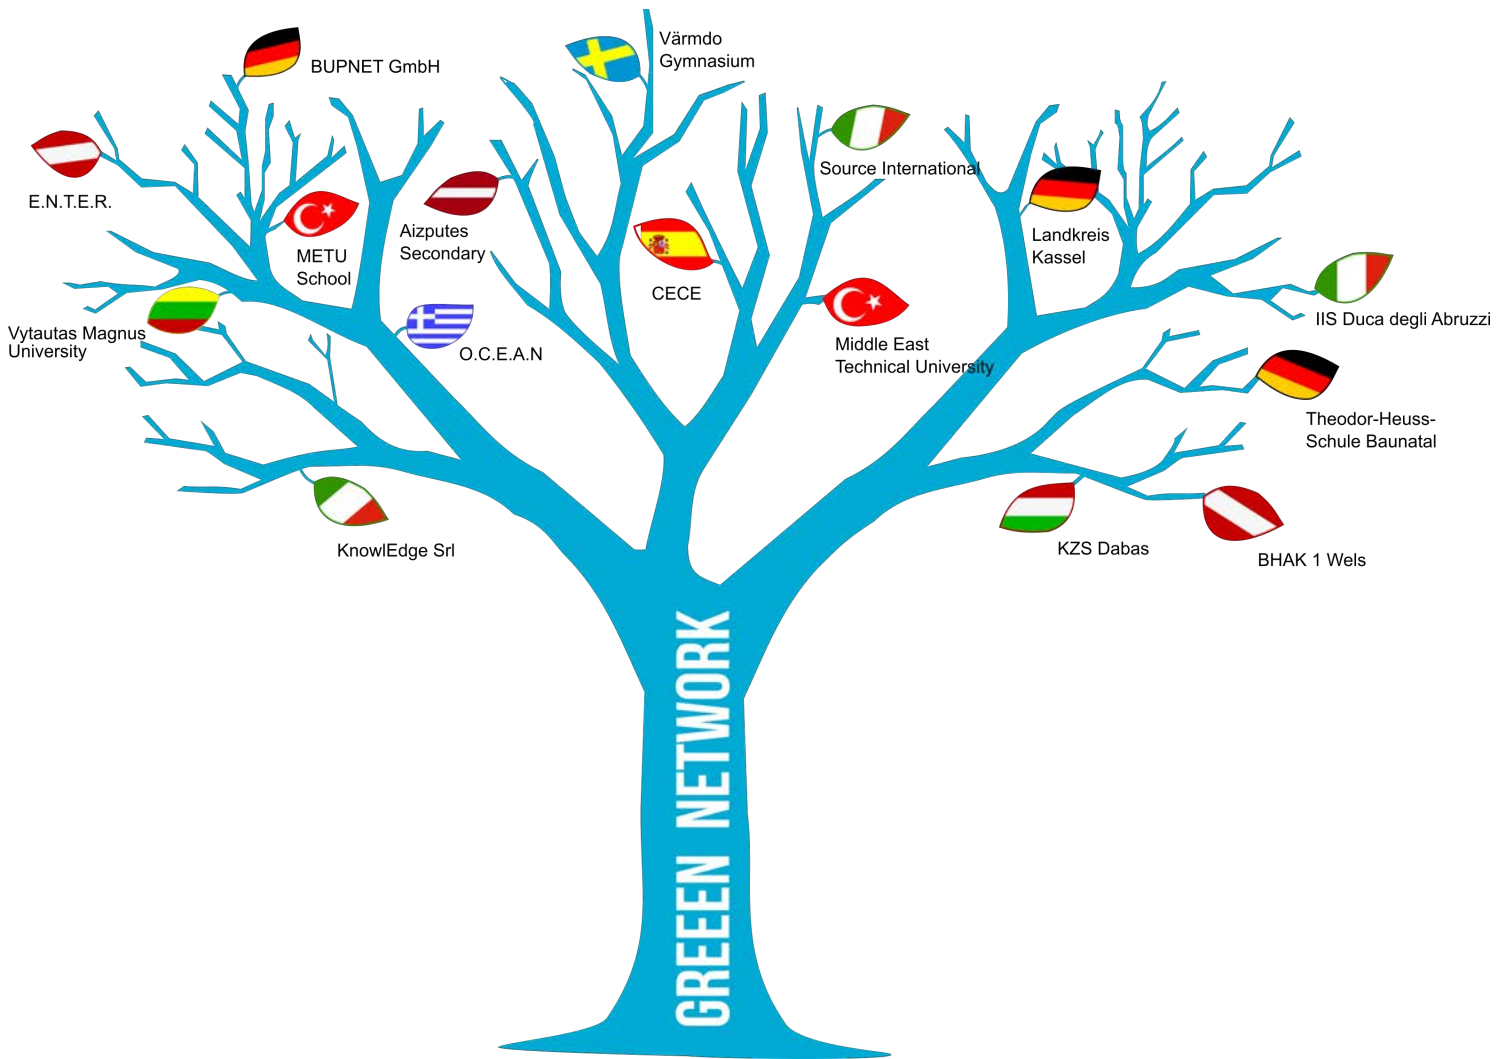 BUPNET GmbH
Värmdo
Gymnasium
E.N.T.E.R.
Source International
METU
School
Aizputes
Secondary
CECE
Landkreis
Kassel
Vytautas Magnus
University
O.C.E.A.N
Middle East
Technical University
IIS Duca degli Abruzzi
Theodor-Heuss-
Schule Baunatal
KnowlEdge Srl
KZS Dabas
BHAK 1 Wels
GREEEN NETWORK